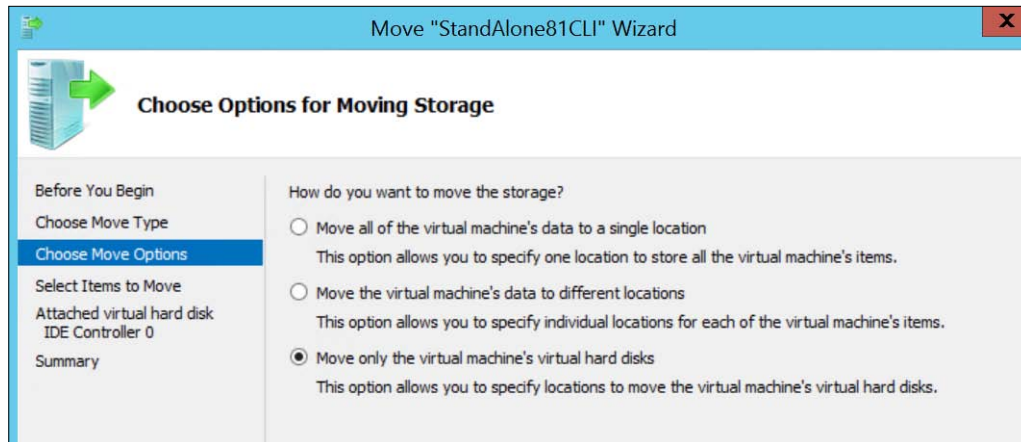 Move "StandAlone81CLI" Wizard
X
Choose Options for Moving Storage
Before You Begin
Choose Move Type
Choose Move Options
Select Items to Move
Attached virtual hard disk
IDE Controller 0
Summary
How do you want to move the storage?
Move all of the virtual machine's data to a single location
This option allows you to specify one location to store all the virtual machine's items.
Move the virtual machine's data to different locations
This option allows you to specify individual locations for each of the virtual machine's items.
Move only the virtual machine's virtual hard disks
This option allows you to specify locations to move the virtual machine's virtual hard disks.